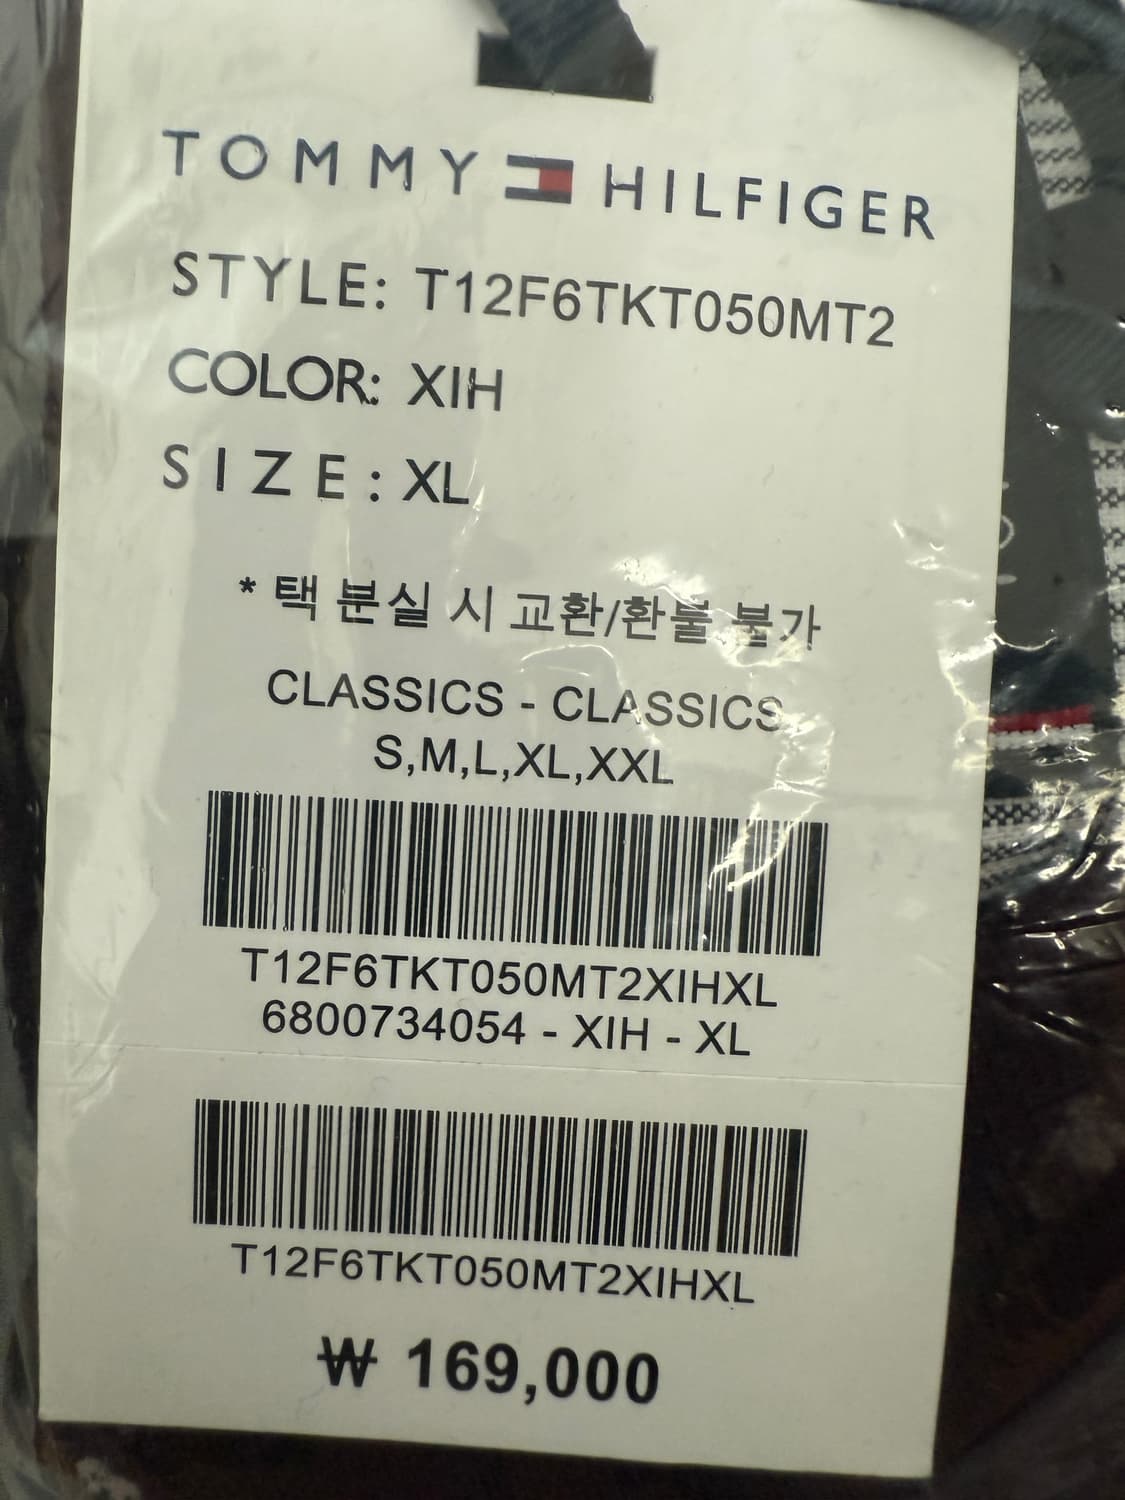 TOMMY HILFIGER
STYLE: T12F6TKT050MT2
COLOR: XIH
SIZE: XL
* 택 분실 시 교환/환불 불가
CLASSICS - CLASSICS
S,M,L,XL,XXL
T12F6TKT050MT2XIHXL
6800734054 - XIH - XL
T12F6TKT050MT2XIHXL
₩ 169,000